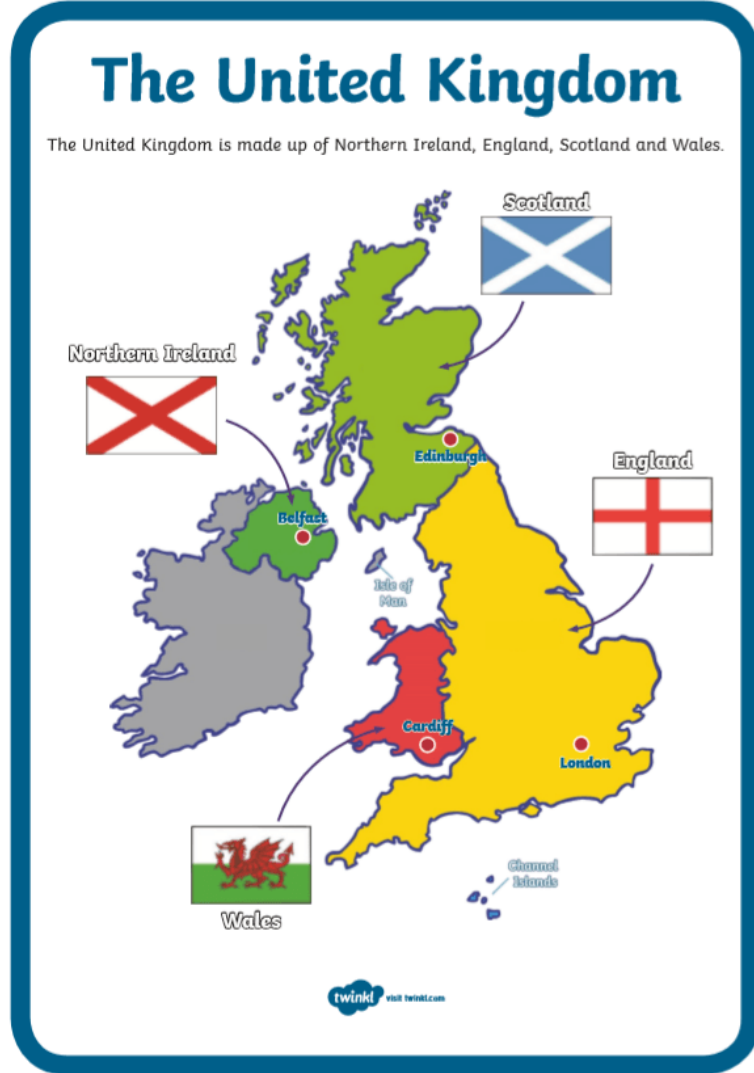 The United Kingdom
The United Kingdom is made up of Northern Ireland, England, Scotland and Wales.
Scotland
Northern Ireland
Edinburgh
England
Belfast
Isle of
Man
Cardiff
London
Channel
Islands
Wales
twinkl visit twinkl.com